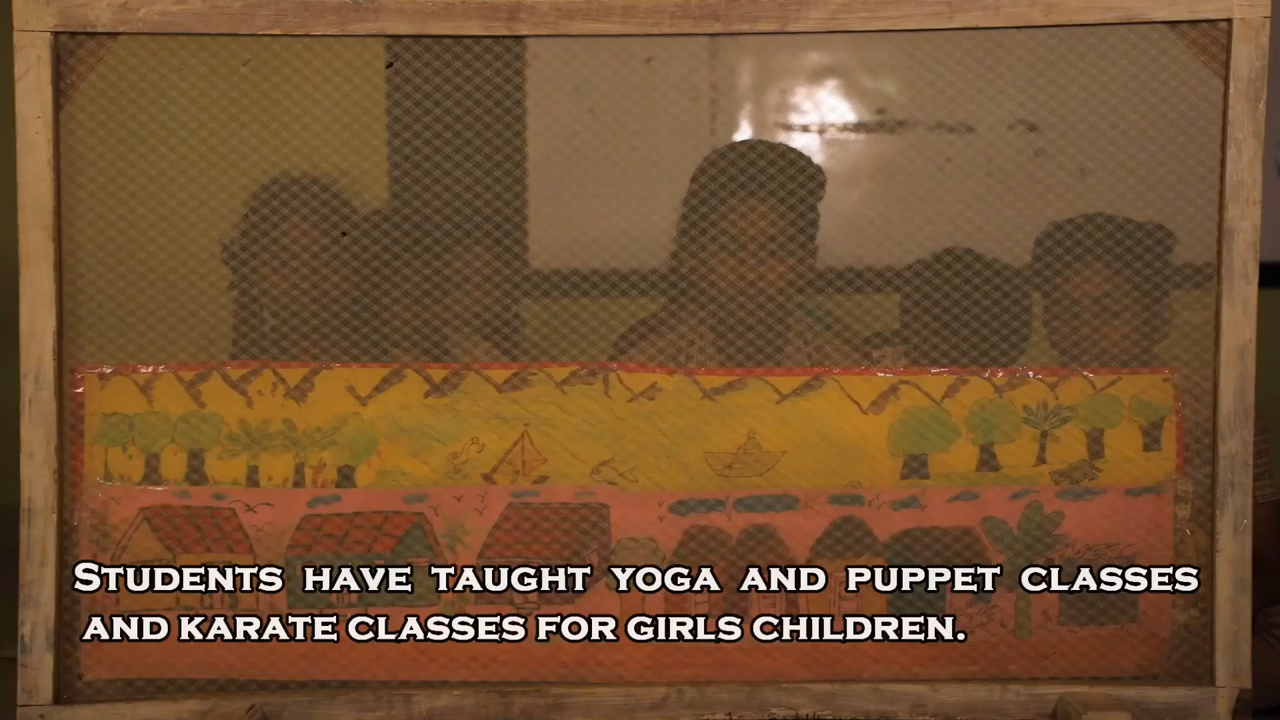 Students have taught yoga and puppet classes
and karate classes for girls children.